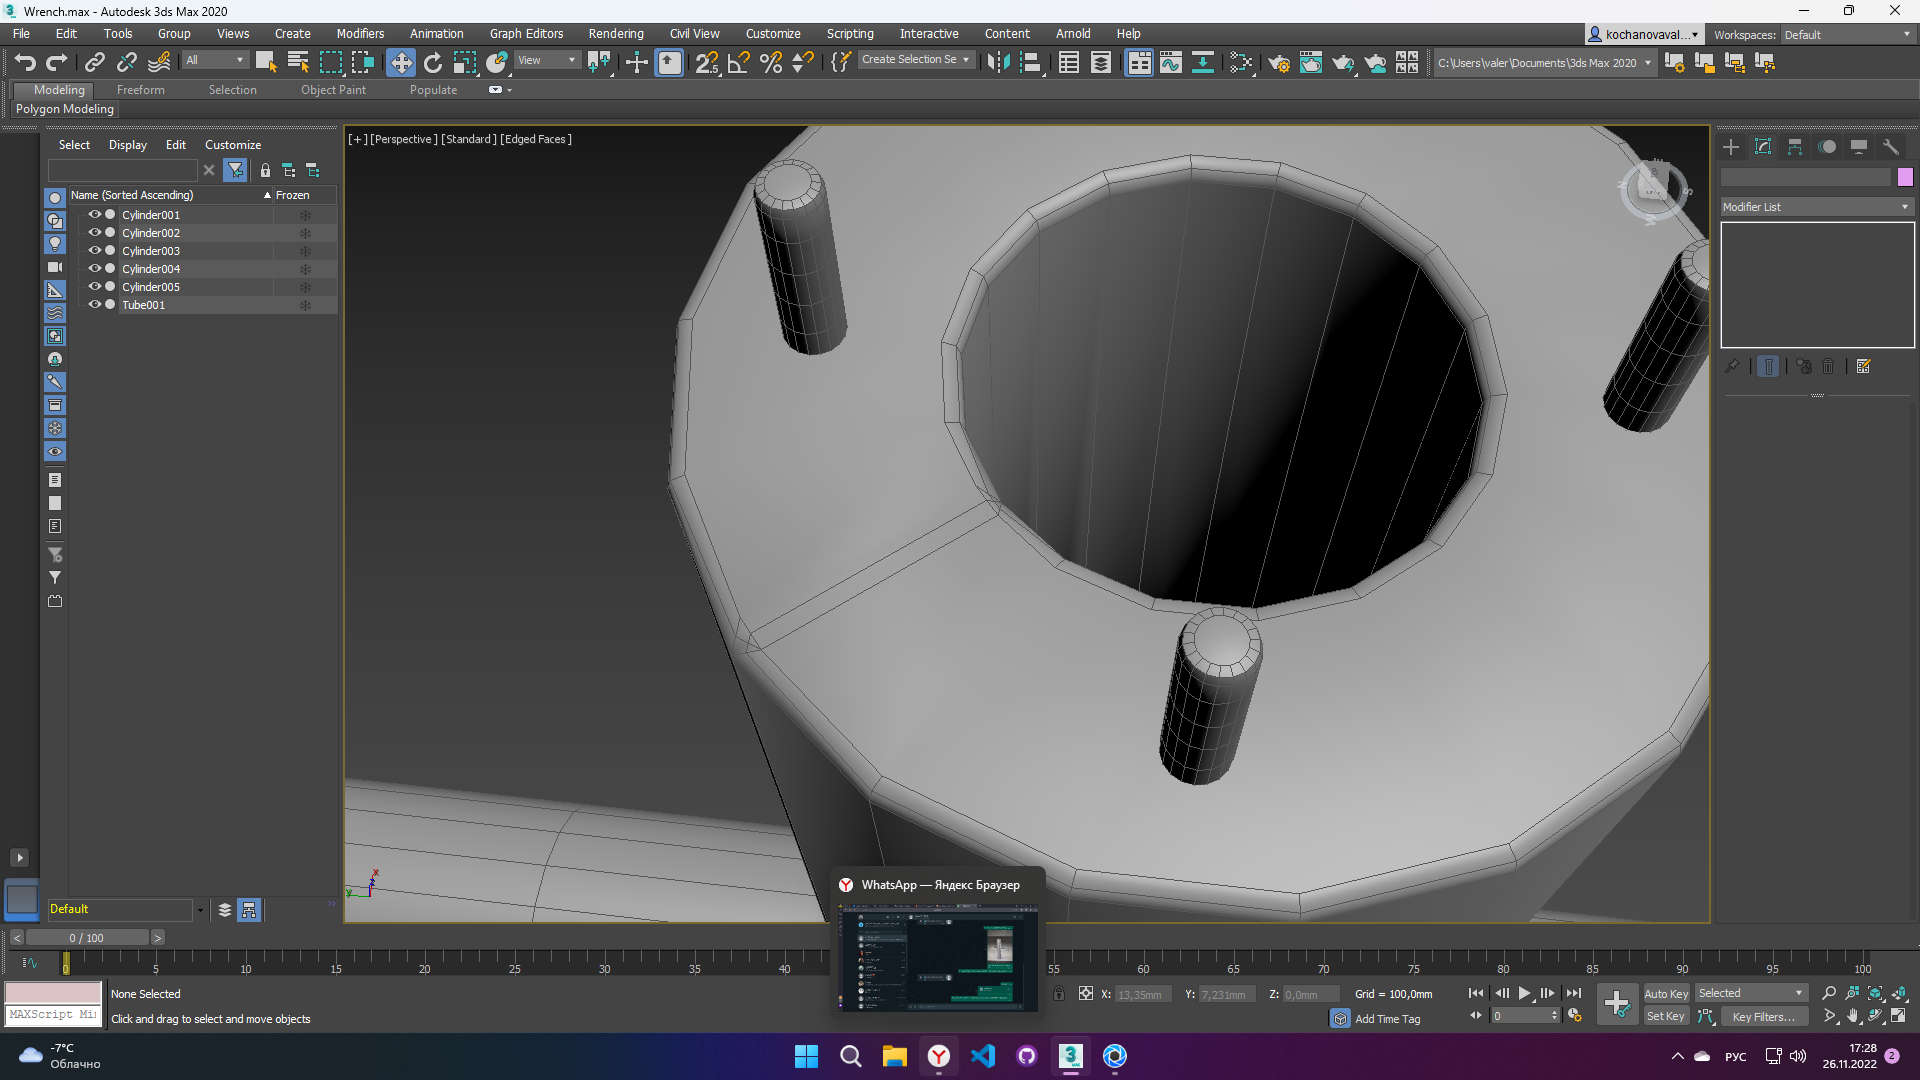 Wrench.max - Autodesk 3ds Max 2020
File Edit Tools Group Views Create Modifiers Animation Graph Editors Rendering Civil View Customize Scripting Interactive Content Arnold Help
kochanovaval... Workspaces: Default
All View Create Selection Se C:\Users\valer\Documents\3ds Max 2020
Modeling Freeform Selection Object Paint Populate
Polygon Modeling
[+] [Perspective] [Standard] [Edged Faces]
Select Display Edit Customize
Name (Sorted Ascending) Frozen
Cylinder001
Cylinder002
Cylinder003
Cylinder004
Cylinder005
Tube001
Modifier List
Default
WhatsApp — Яндекс Браузер
0 / 100
0 5 10 15 20 25 30 35 40 55 60 65 70 75 80 85 90 95 100
None Selected
X: 13,35mm Y: 7,231mm Z: 0,0mm Grid = 100,0mm
Auto Key Selected
MAXScript Mi
Click and drag to select and move objects
Add Time Tag
0
Set Key Key Filters...
-7°C
Облачно
РУС
17:28
26.11.2022
2